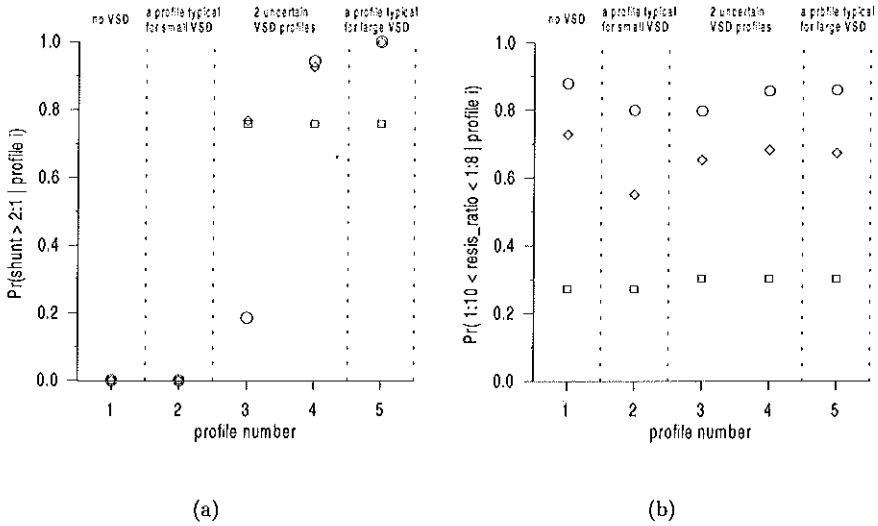 no VSD
a profile typical
for small VSD
2 uncertain
VSD profiles
a profile typical
for large VSD
Pr(shunt > 2:1 | profile i)
1.0
0.8
0.6
0.4
0.2
0.0
1 2 3 4 5
profile number
(a)
no VSD
a profile typical
for small VSD
2 uncertain
VSD profiles
a profile typical
for large VSD
Pr( 1:10 < resis_ratio < 1:8 | profile i)
1.0
0.8
0.6
0.4
0.2
0.0
1 2 3 4 5
profile number
(b)